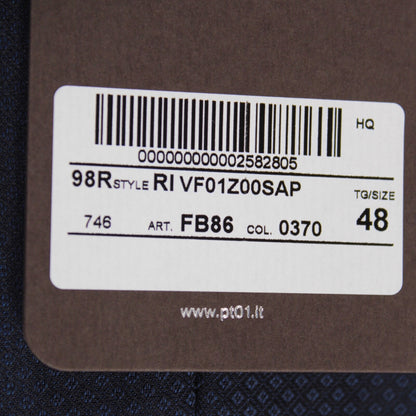 HQ
000000000002582805
98R STYLE RI VF01Z00SAP
TG/SIZE
746 ART. FB86 COL. 0370 48
www.pt01.it